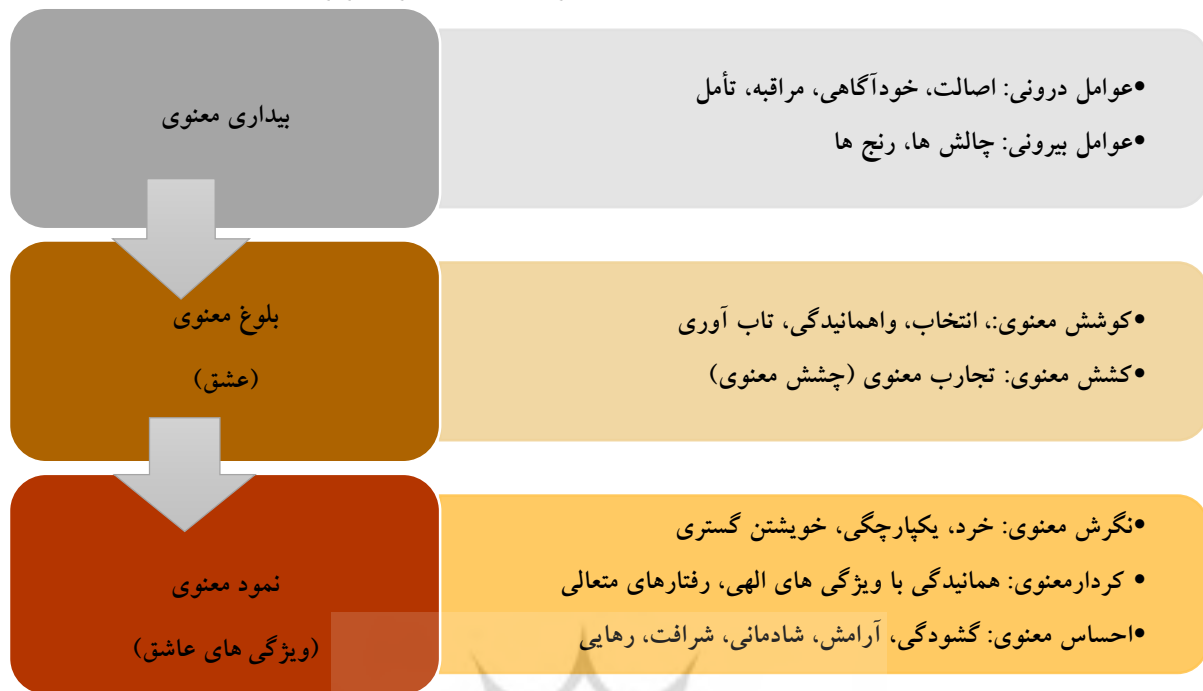 بیداری معنوی
•عوامل درونی: اصالت، خودآگاهی، مراقبه، تأمل
•عوامل بیرونی: چالش ها، رنج ها
بلوغ معنوی
(عشق)
•کوشش معنوی:، انتخاب، واهمانیدگی، تاب آوری
•کشش معنوی: تجارب معنوی (چشش معنوی)
نمود معنوی
(ویژگی های عاشق)
•نگرش معنوی: خرد، یکپارچگی، خویشتن گستری
• کردارمعنوی: همانیدگی با ویژگی های الهی، رفتارهای متعالی
•احساس معنوی: گشودگی، آرامش، شادمانی، شرافت، رهایی